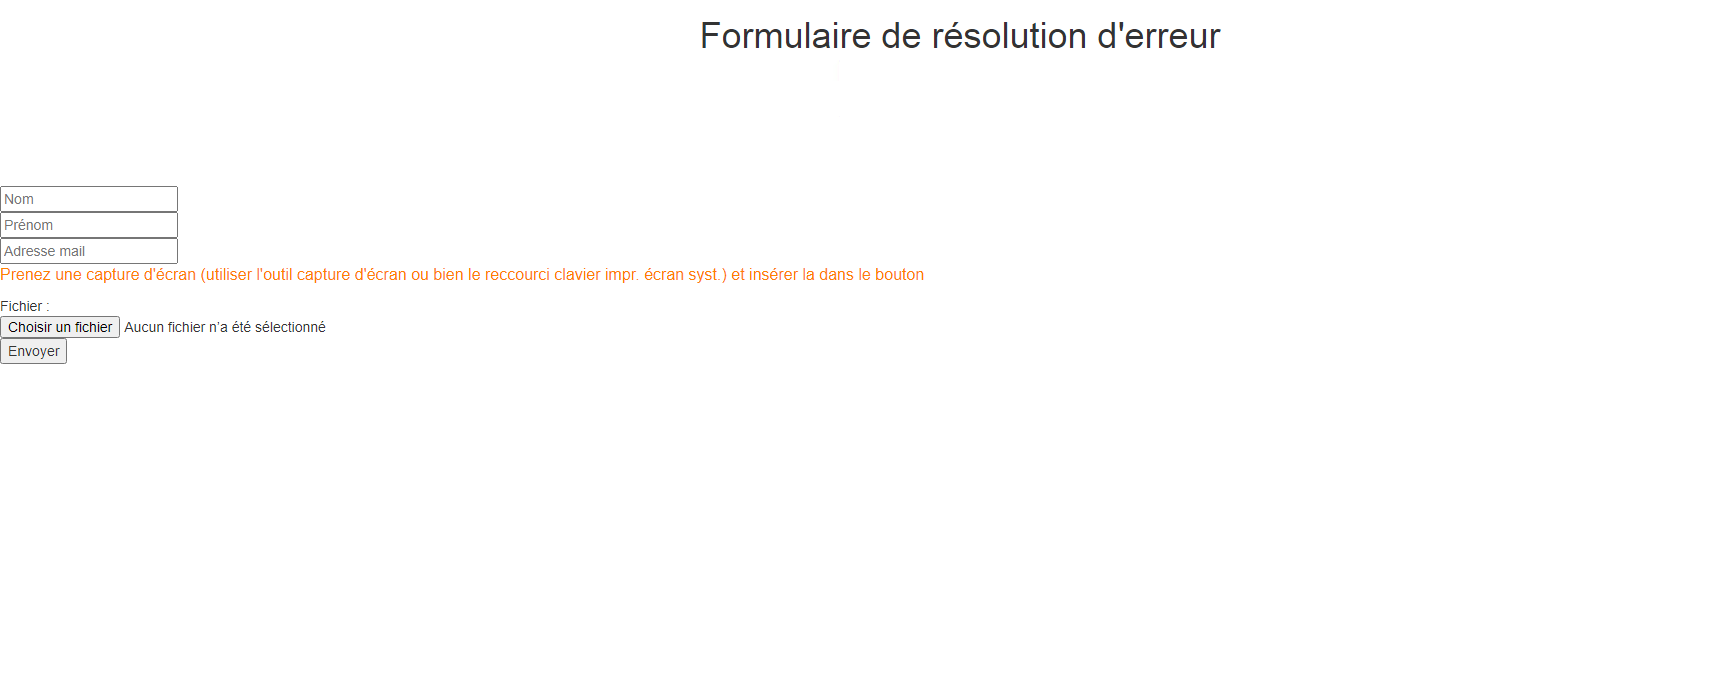 Formulaire de résolution d'erreur
Nom
Prénom
Adresse mail
Prenez une capture d'écran (utiliser l'outil capture d'écran ou bien le reccourci clavier impr. écran syst.) et insérer la dans le bouton
Fichier :
Choisir un fichier Aucun fichier n’a été sélectionné
Envoyer